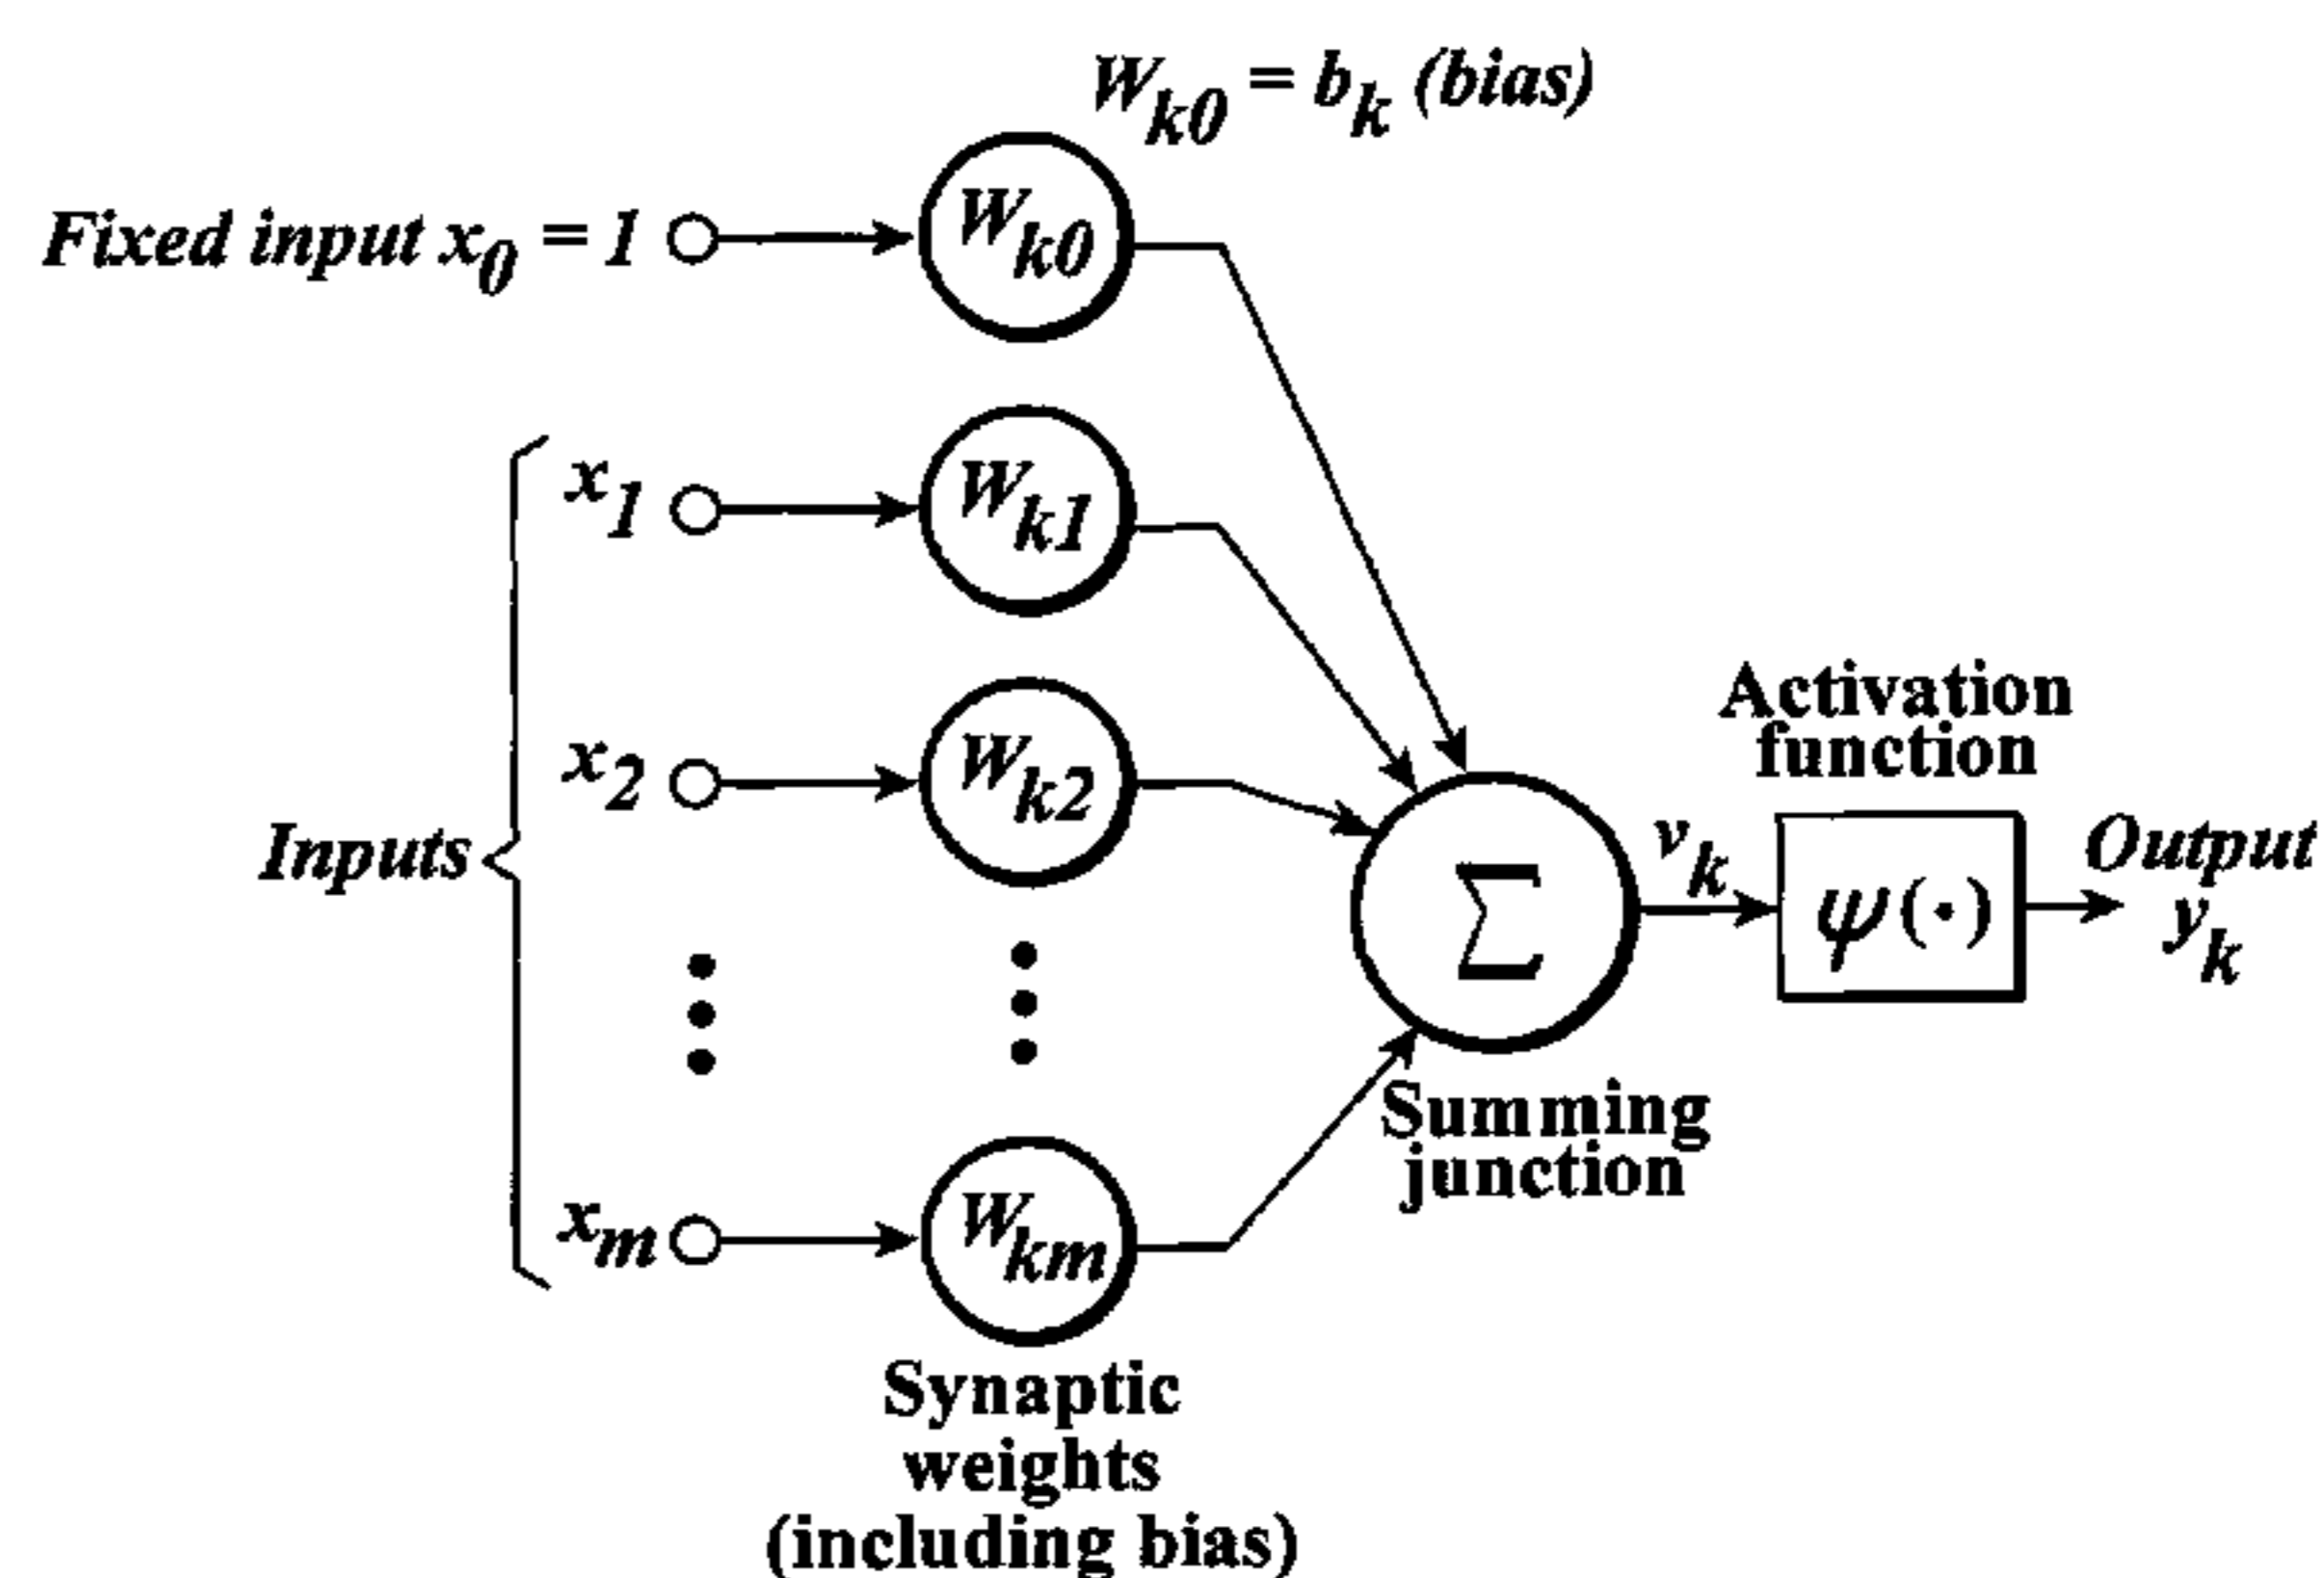 W_k0 = b_k (bias)
Fixed input x_0 = 1
W_k0
x_1
W_k1
x_2
W_k2
Inputs
x_m
W_km
Synaptic
weights
(including bias)
Σ
Summing
junction
v_k
Activation
function
ψ(·)
Output
y_k